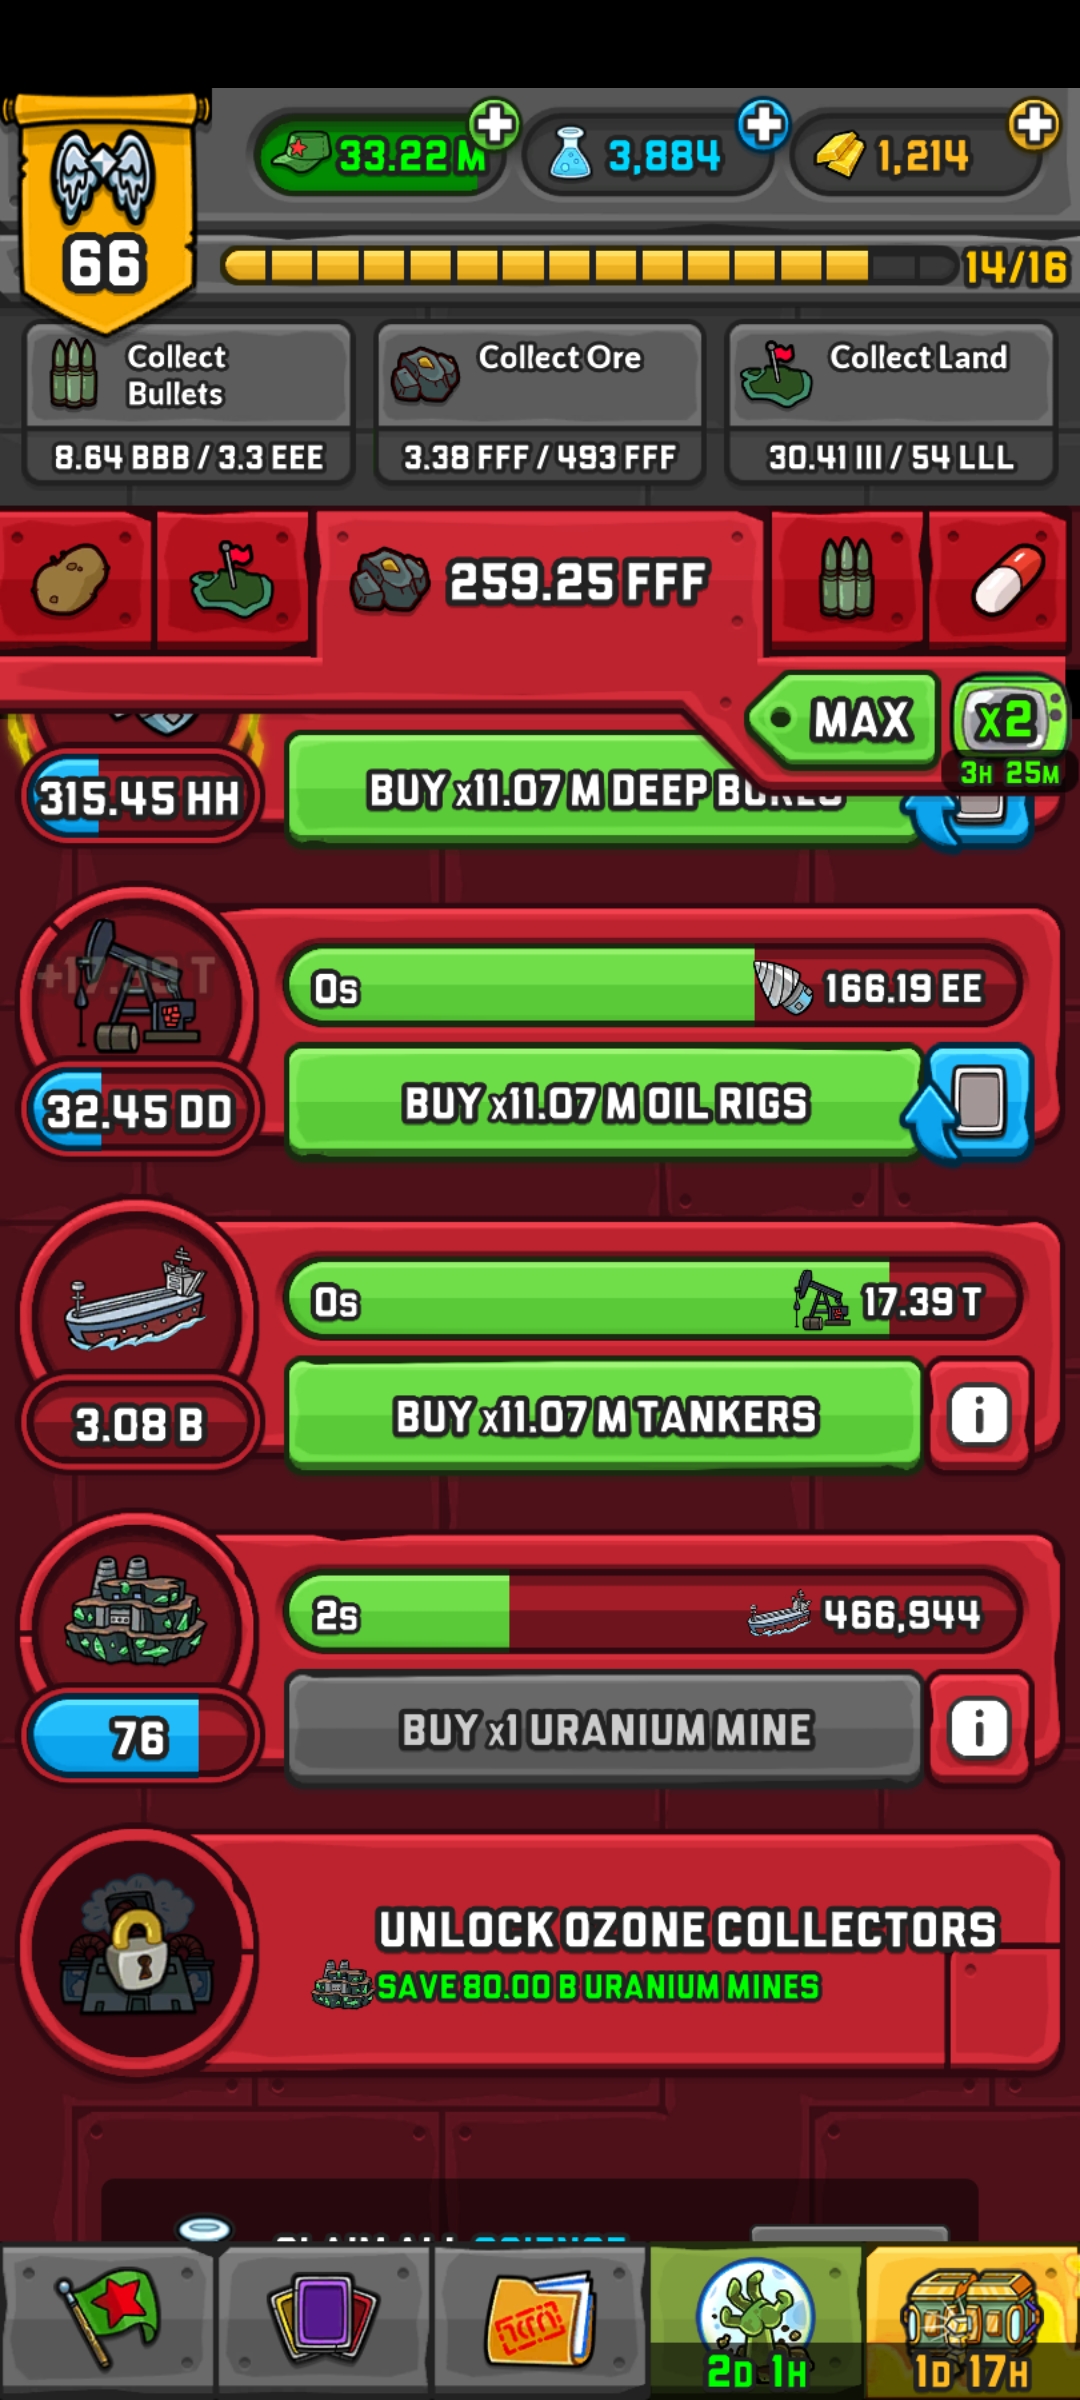 33.22 M
3,884
1,214
66
14/16
Collect
Bullets
Collect Ore
Collect Land
8.64 BBB / 3.3 EEE
3.38 FFF / 493 FFF
30.41 III / 54 LLL
259.25 FFF
MAX
x2
3H 25M
315.45 HH
BUY x11.07 M DEEP
0s
166.19 EE
32.45 DD
BUY x11.07 M OIL RIGS
0s
17.39 T
3.08 B
BUY x11.07 M TANKERS
i
2s
466,944
76
BUY x1 URANIUM MINE
i
UNLOCK OZONE COLLECTORS
SAVE 80.00 B URANIUM MINES
2D 1H
1D 17H